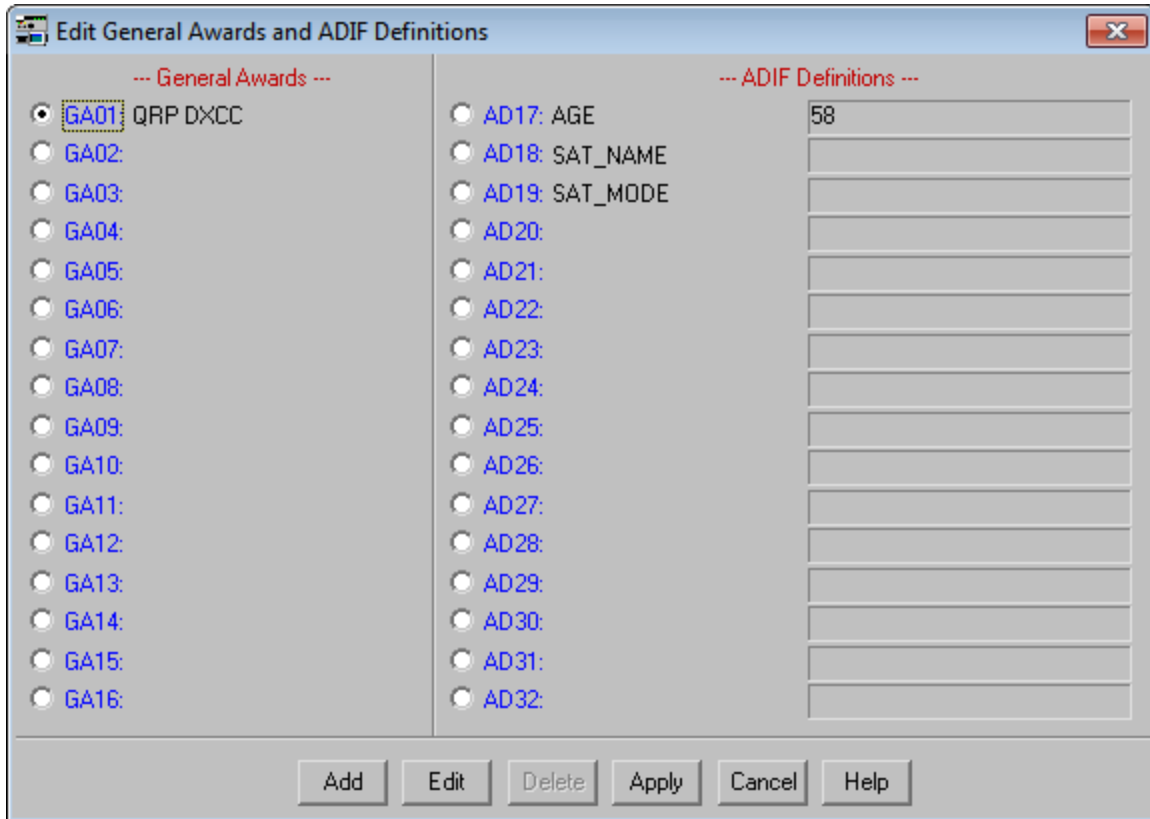 Edit General Awards and ADIF Definitions
--- General Awards ---
GA01: QRP DXCC
GA02:
GA03:
GA04:
GA05:
GA06:
GA07:
GA08:
GA09:
GA10:
GA11:
GA12:
GA13:
GA14:
GA15:
GA16:
--- ADIF Definitions ---
AD17: AGE 58
AD18: SAT_NAME
AD19: SAT_MODE
AD20:
AD21:
AD22:
AD23:
AD24:
AD25:
AD26:
AD27:
AD28:
AD29:
AD30:
AD31:
AD32:
Add Edit Delete Apply Cancel Help